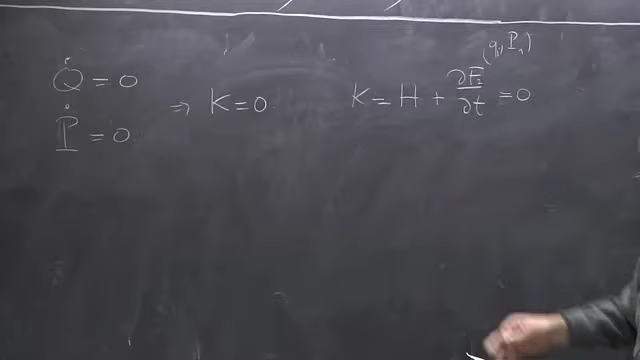 Q̇ = 0
Ṗ = 0
⇒ K = 0
K = H + ∂F₂/∂t = 0
(q, P,)